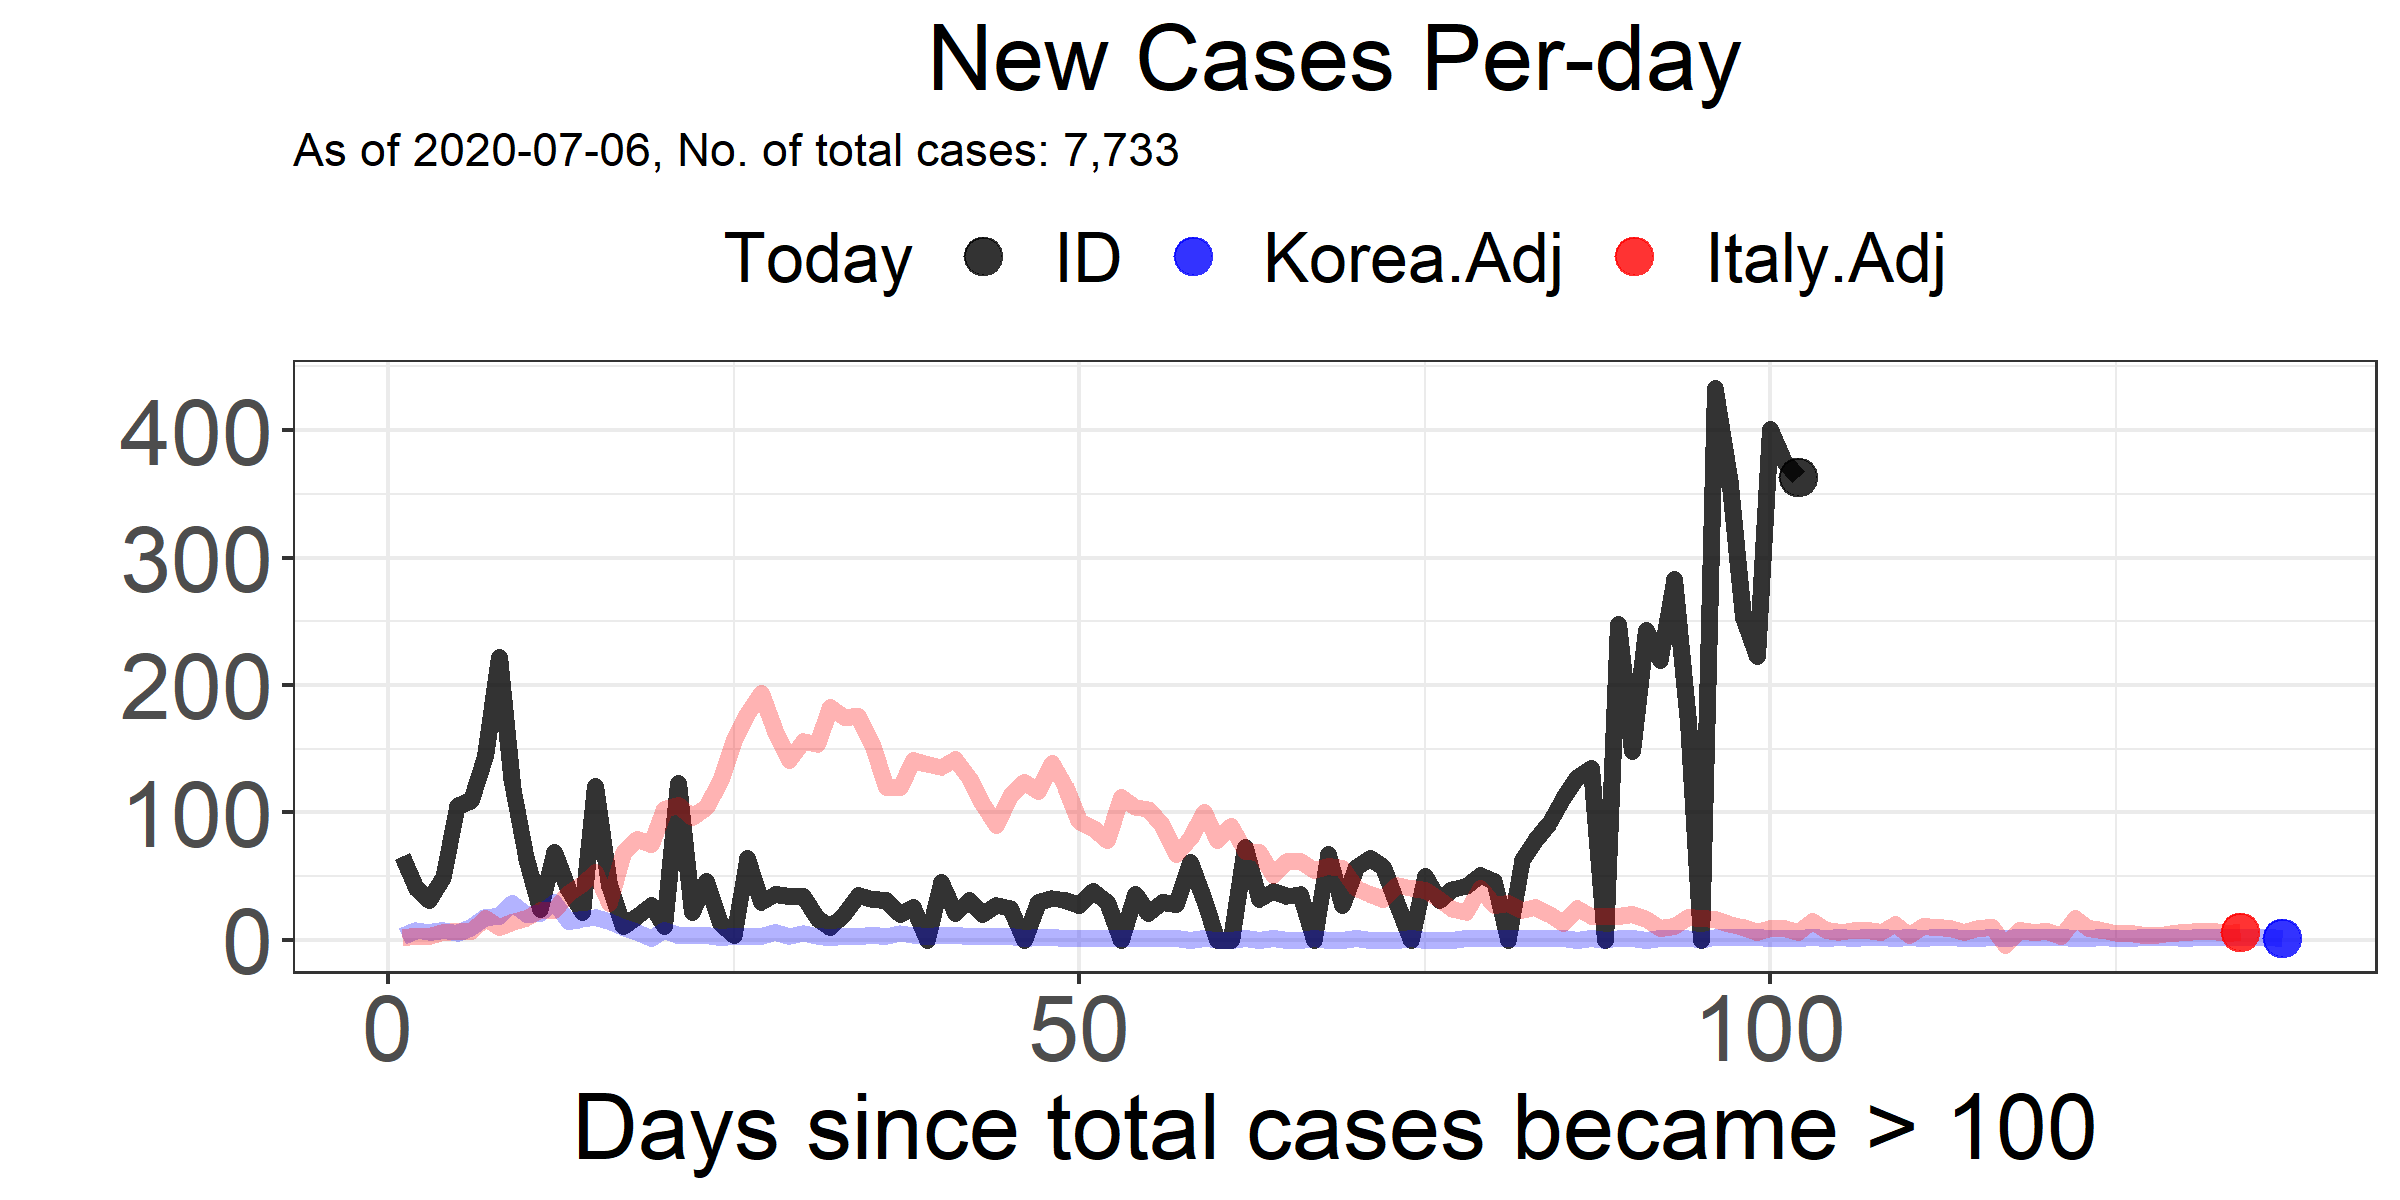 New Cases Per-day
As of 2020-07-06, No. of total cases: 7,733
Today ID Korea.Adj Italy.Adj
400
300
200
100
0
0 50 100
Days since total cases became > 100